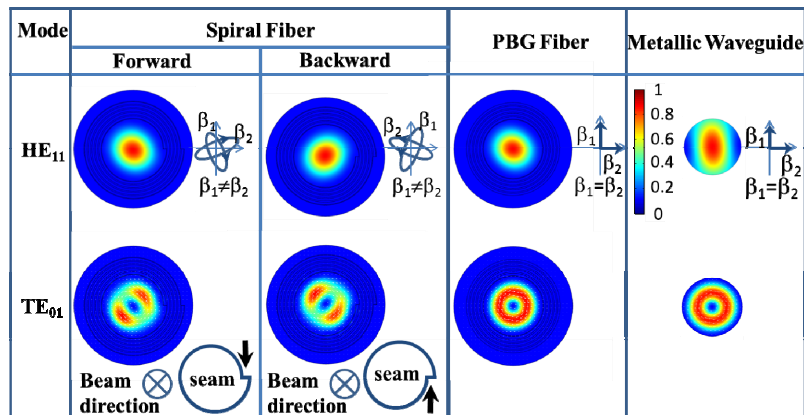 Mode
Spiral Fiber
PBG Fiber
Metallic Waveguide
Forward
Backward
HE₁₁
β₁
β₂
β₁≠β₂
β₂
β₁
β₁≠β₂
β₁
β₂
β₁=β₂
1
0.8
0.6
0.4
0.2
0
β₁
β₂
β₁=β₂
TE₀₁
Beam
direction
seam
Beam
direction
seam